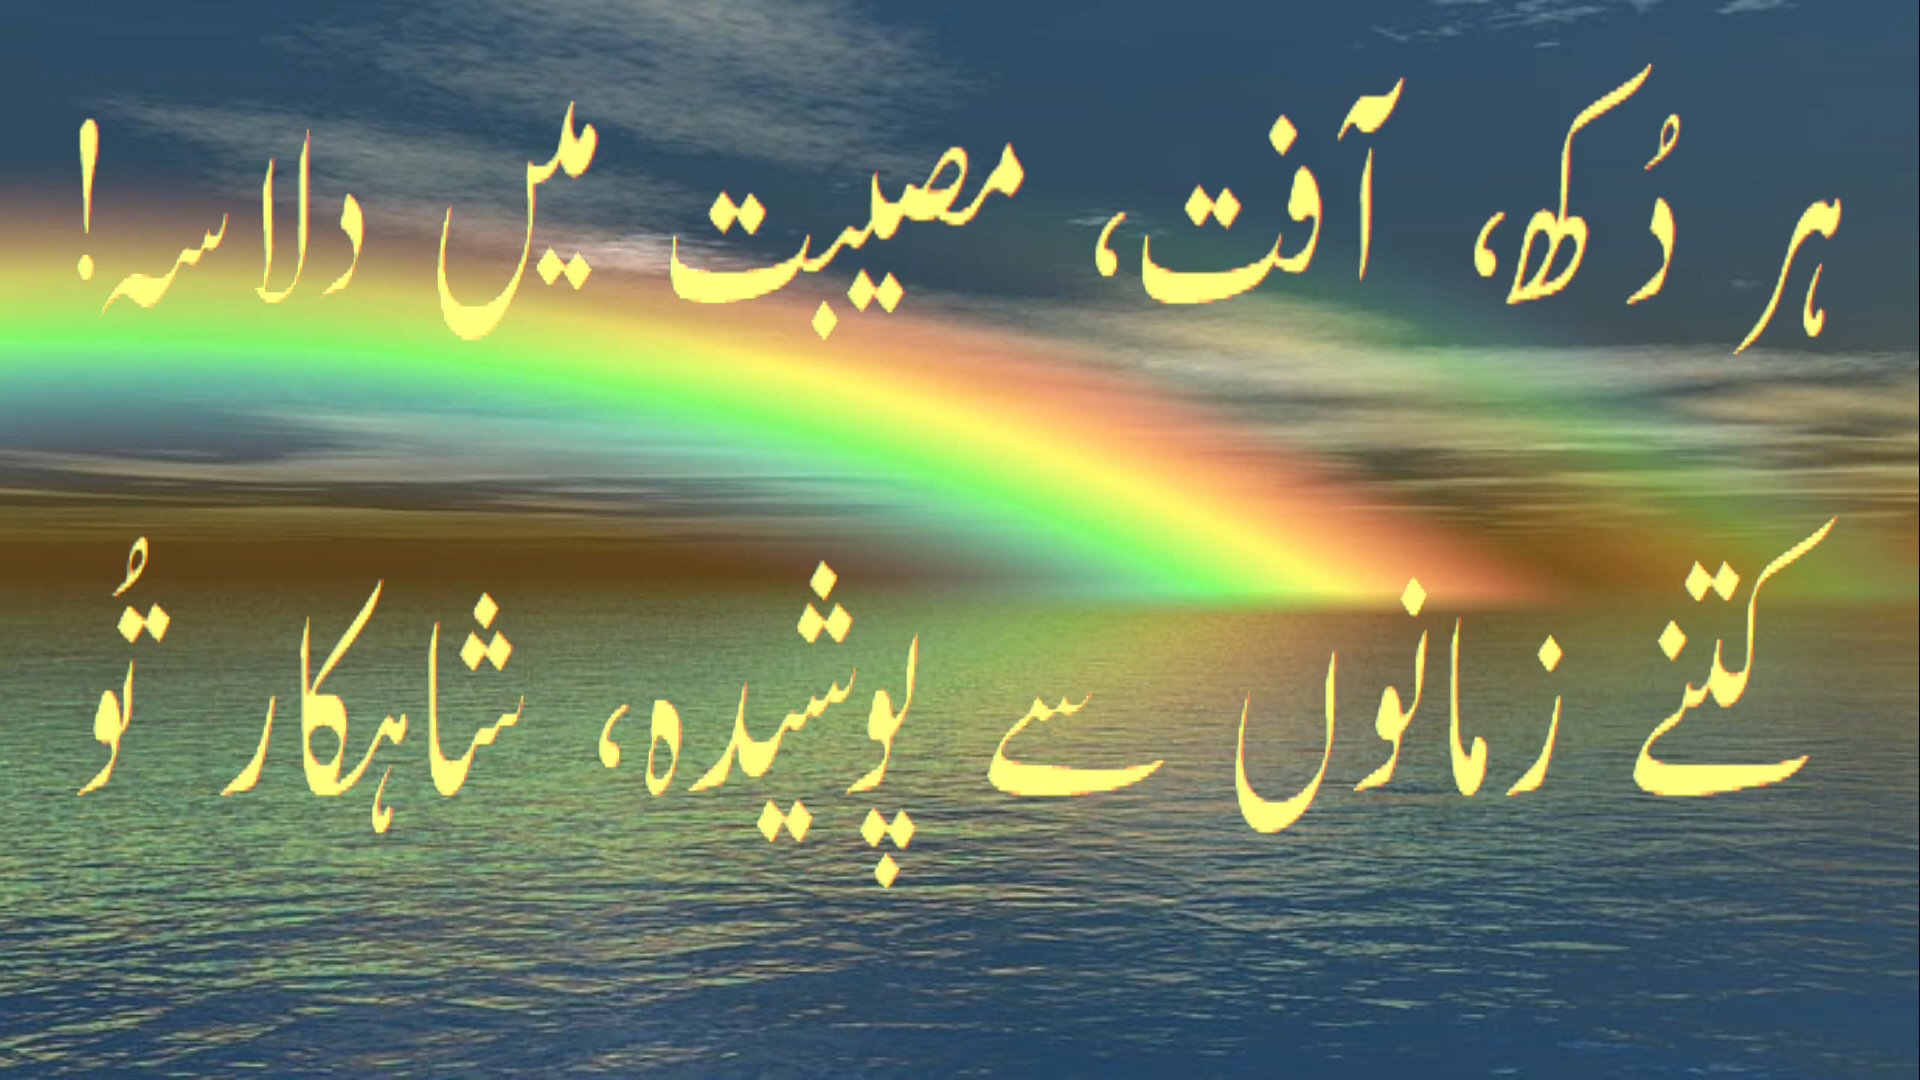 ہر دُکھ، آفت، مصیبت میں دلاسہ!
کتنے زمانوں سے پوشیدہ، شاہکار تُو